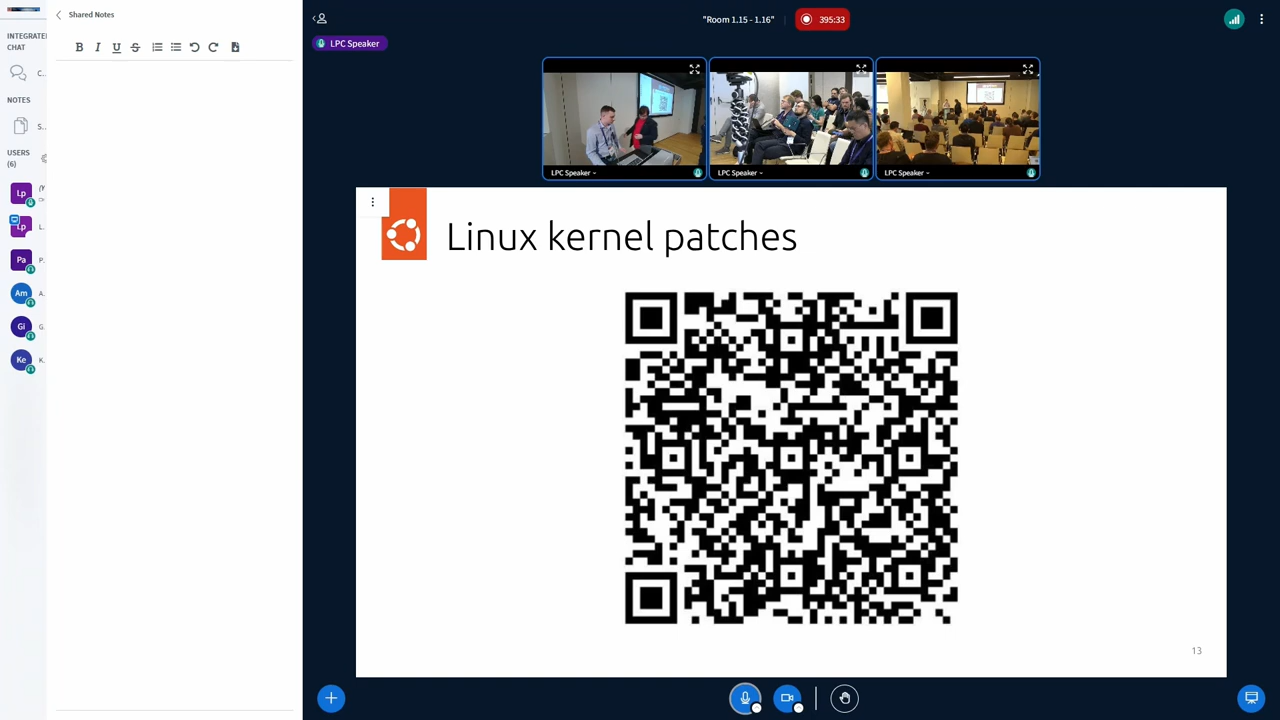 Shared Notes
INTEGRATE
CHAT
C..
NOTES
S..
USERS
(6)
Lp
Lp
L.
Pa
P.
Am
A.
Gi
G.
Ke
K.
"Room 1.15 - 1.16"
395:33
LPC Speaker
LPC Speaker
LPC Speaker
LPC Speaker
Linux kernel patches
13